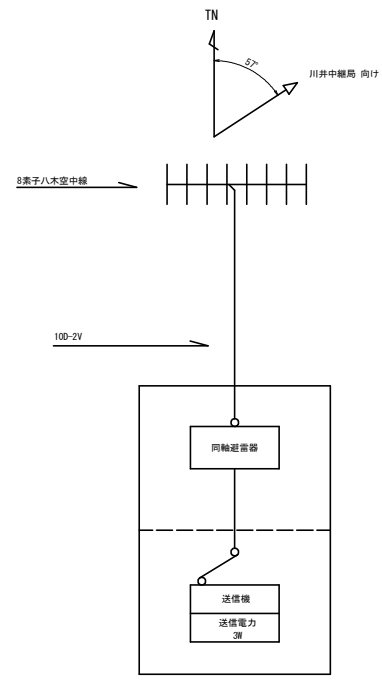 TN
57°
川井中継局 向け
8素子八木空中線
10D-2V
同軸避雷器
送信機
送信電力
3W